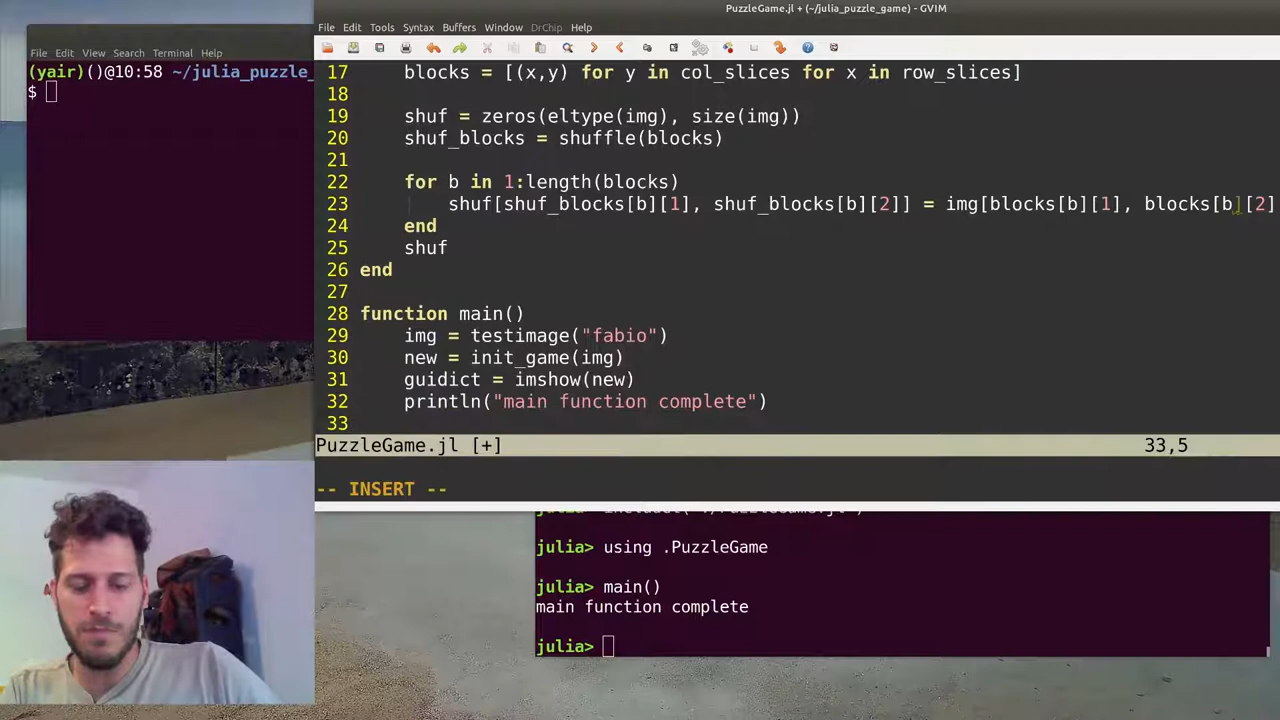 PuzzleGame.jl + (~/julia_puzzle_game) - GVIM
File Edit Tools Syntax Buffers Window DrChip Help
File Edit View Search Terminal Help
(yair)()@10:58 ~/julia_puzzle_
$
17 blocks = [(x,y) for y in col_slices for x in row_slices]
18
19 shuf = zeros(eltype(img), size(img))
20 shuf_blocks = shuffle(blocks)
21
22 for b in 1:length(blocks)
23 shuf[shuf_blocks[b][1], shuf_blocks[b][2]] = img[blocks[b][1], blocks[b][2]
24 end
25 shuf
26 end
27
28 function main()
29 img = testimage("fabio")
30 new = init_game(img)
31 guidict = imshow(new)
32 println("main function complete")
33
PuzzleGame.jl [+] 33,5
-- INSERT --
julia> include("./PuzzleGame.jl")
julia> using .PuzzleGame
julia> main()
main function complete
julia>